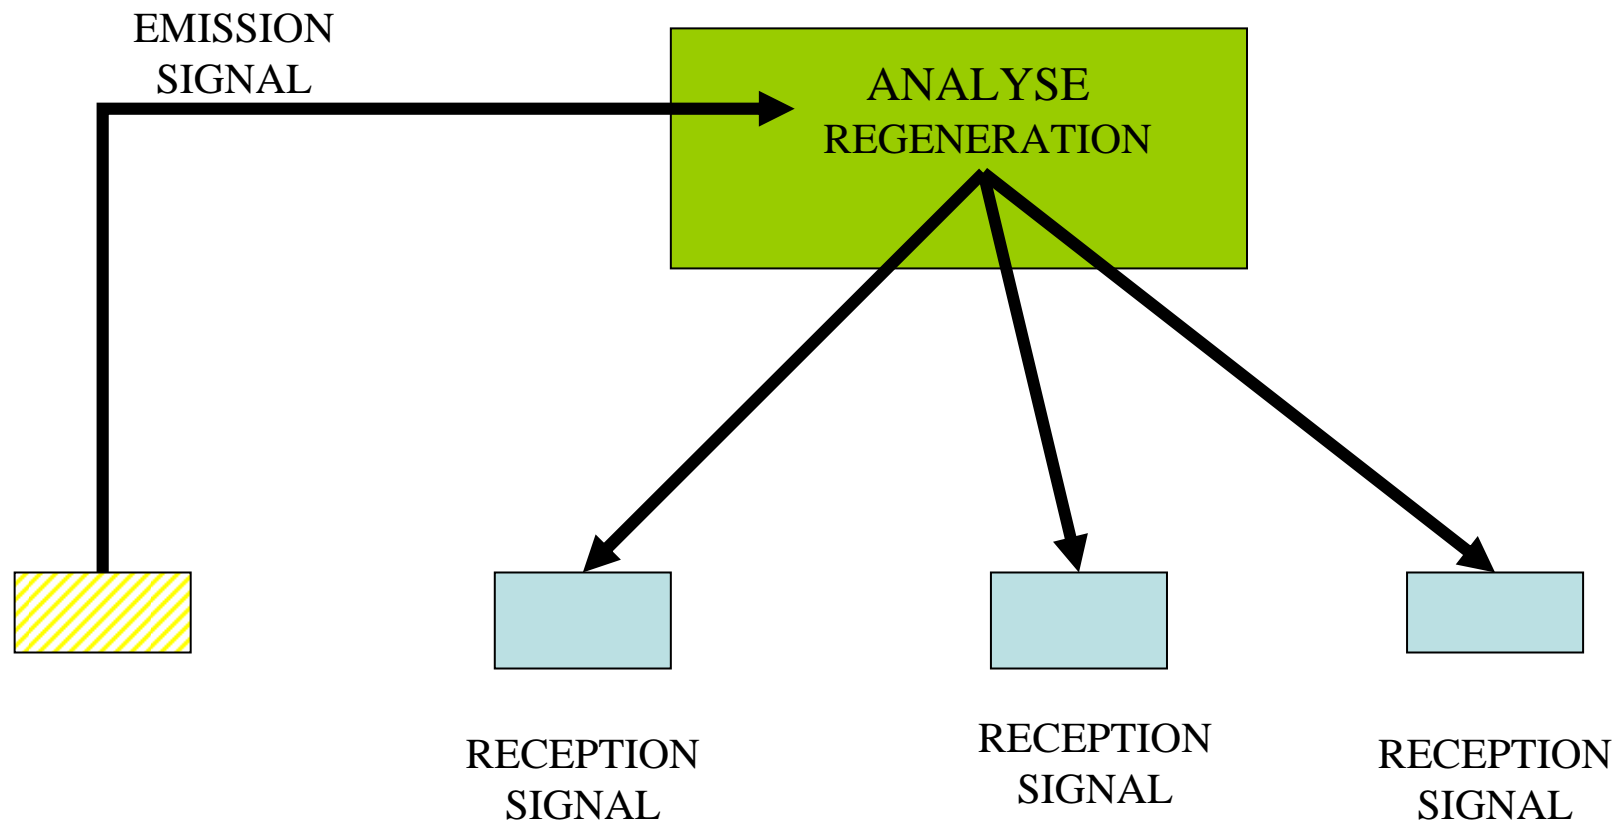 EMISSION
SIGNAL
ANALYSE
REGENERATION
RECEPTION
SIGNAL
RECEPTION
SIGNAL
RECEPTION
SIGNAL